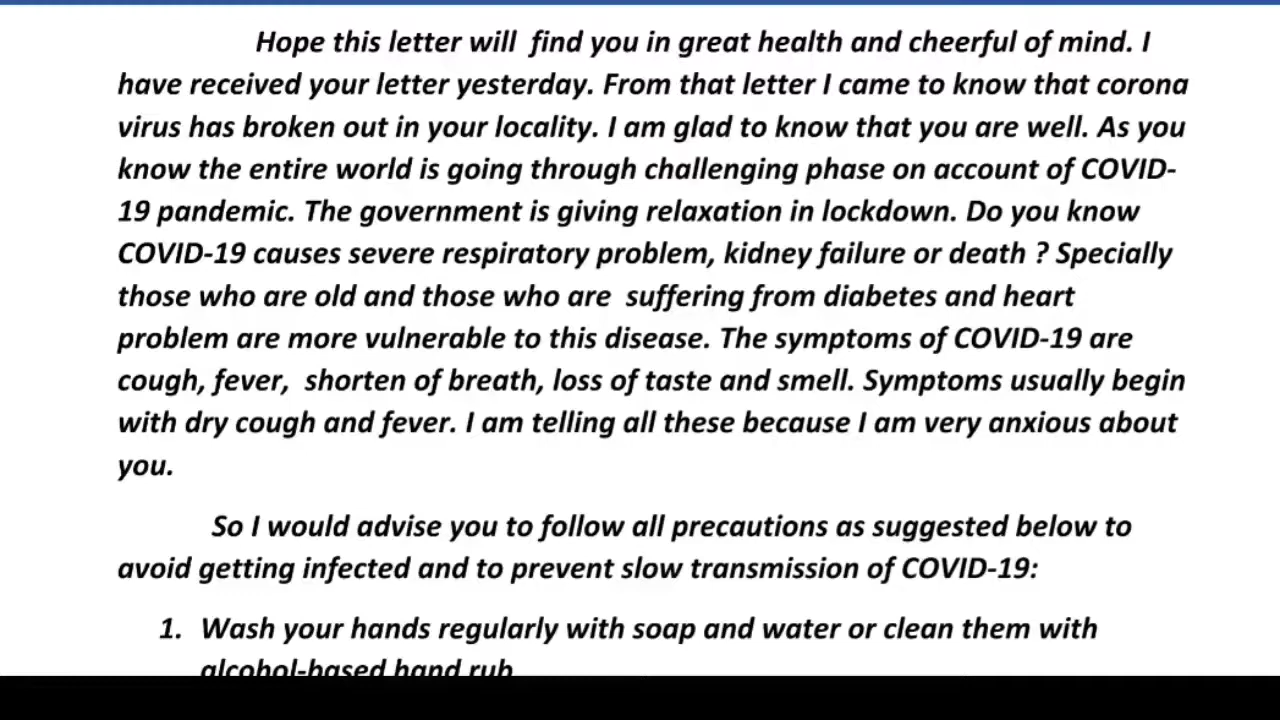 Hope this letter will find you in great health and cheerful of mind. I
have received your letter yesterday. From that letter I came to know that corona
virus has broken out in your locality. I am glad to know that you are well. As you
know the entire world is going through challenging phase on account of COVID-
19 pandemic. The government is giving relaxation in lockdown. Do you know
COVID-19 causes severe respiratory problem, kidney failure or death ? Specially
those who are old and those who are suffering from diabetes and heart
problem are more vulnerable to this disease. The symptoms of COVID-19 are
cough, fever, shorten of breath, loss of taste and smell. Symptoms usually begin
with dry cough and fever. I am telling all these because I am very anxious about
you.
So I would advise you to follow all precautions as suggested below to
avoid getting infected and to prevent slow transmission of COVID-19:
1. Wash your hands regularly with soap and water or clean them with
alcohol-based hand rub